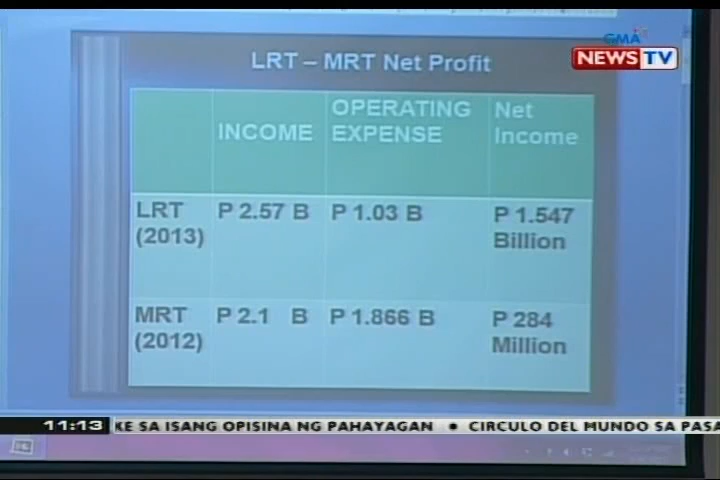 GMA
NEWS TV
LRT – MRT Net Profit
INCOME
OPERATING EXPENSE
Net Income
LRT (2013)
P 2.57 B
P 1.03 B
P 1.547 Billion
MRT (2012)
P 2.1 B
P 1.866 B
P 284 Million
11:13
KE SA ISANG OPISINA NG PAHAYAGAN ● CIRCULO DEL MUNDO SA PASA